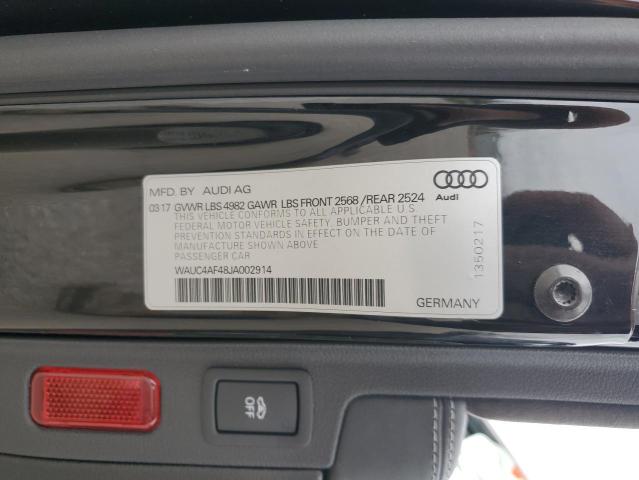 MFD. BY AUDI AG
Audi
03 17 GVWR LBS 4982 GAWR LBS FRONT 2568 /REAR 2524
THIS VEHICLE CONFORMS TO ALL APPLICABLE U.S.
FEDERAL MOTOR VEHICLE SAFETY, BUMPER AND THEFT
PREVENTION STANDARDS IN EFFECT ON THE DATE OF
MANUFACTURE SHOWN ABOVE
PASSENGER CAR
WAUC4AF48JA002914
1350217
GERMANY
OFF